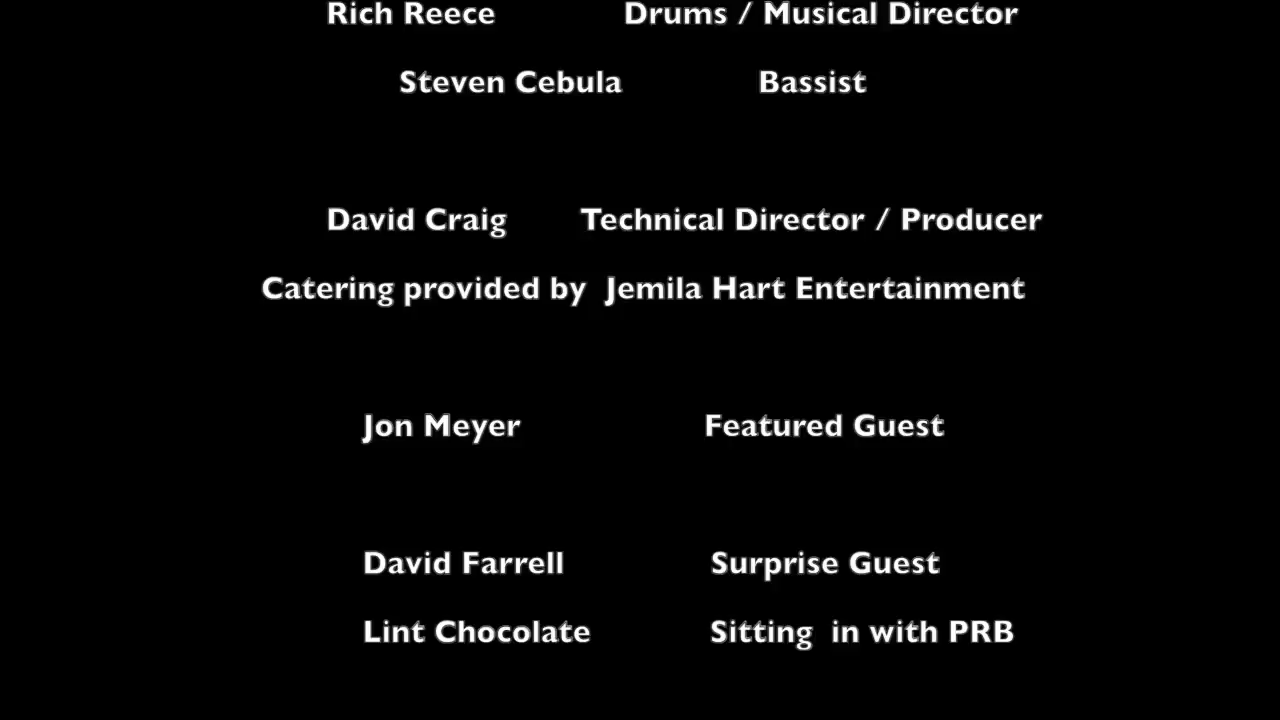 Rich Reece Drums / Musical Director
Steven Cebula Bassist
David Craig Technical Director / Producer
Catering provided by Jemila Hart Entertainment
Jon Meyer Featured Guest
David Farrell Surprise Guest
Lint Chocolate Sitting in with PRB